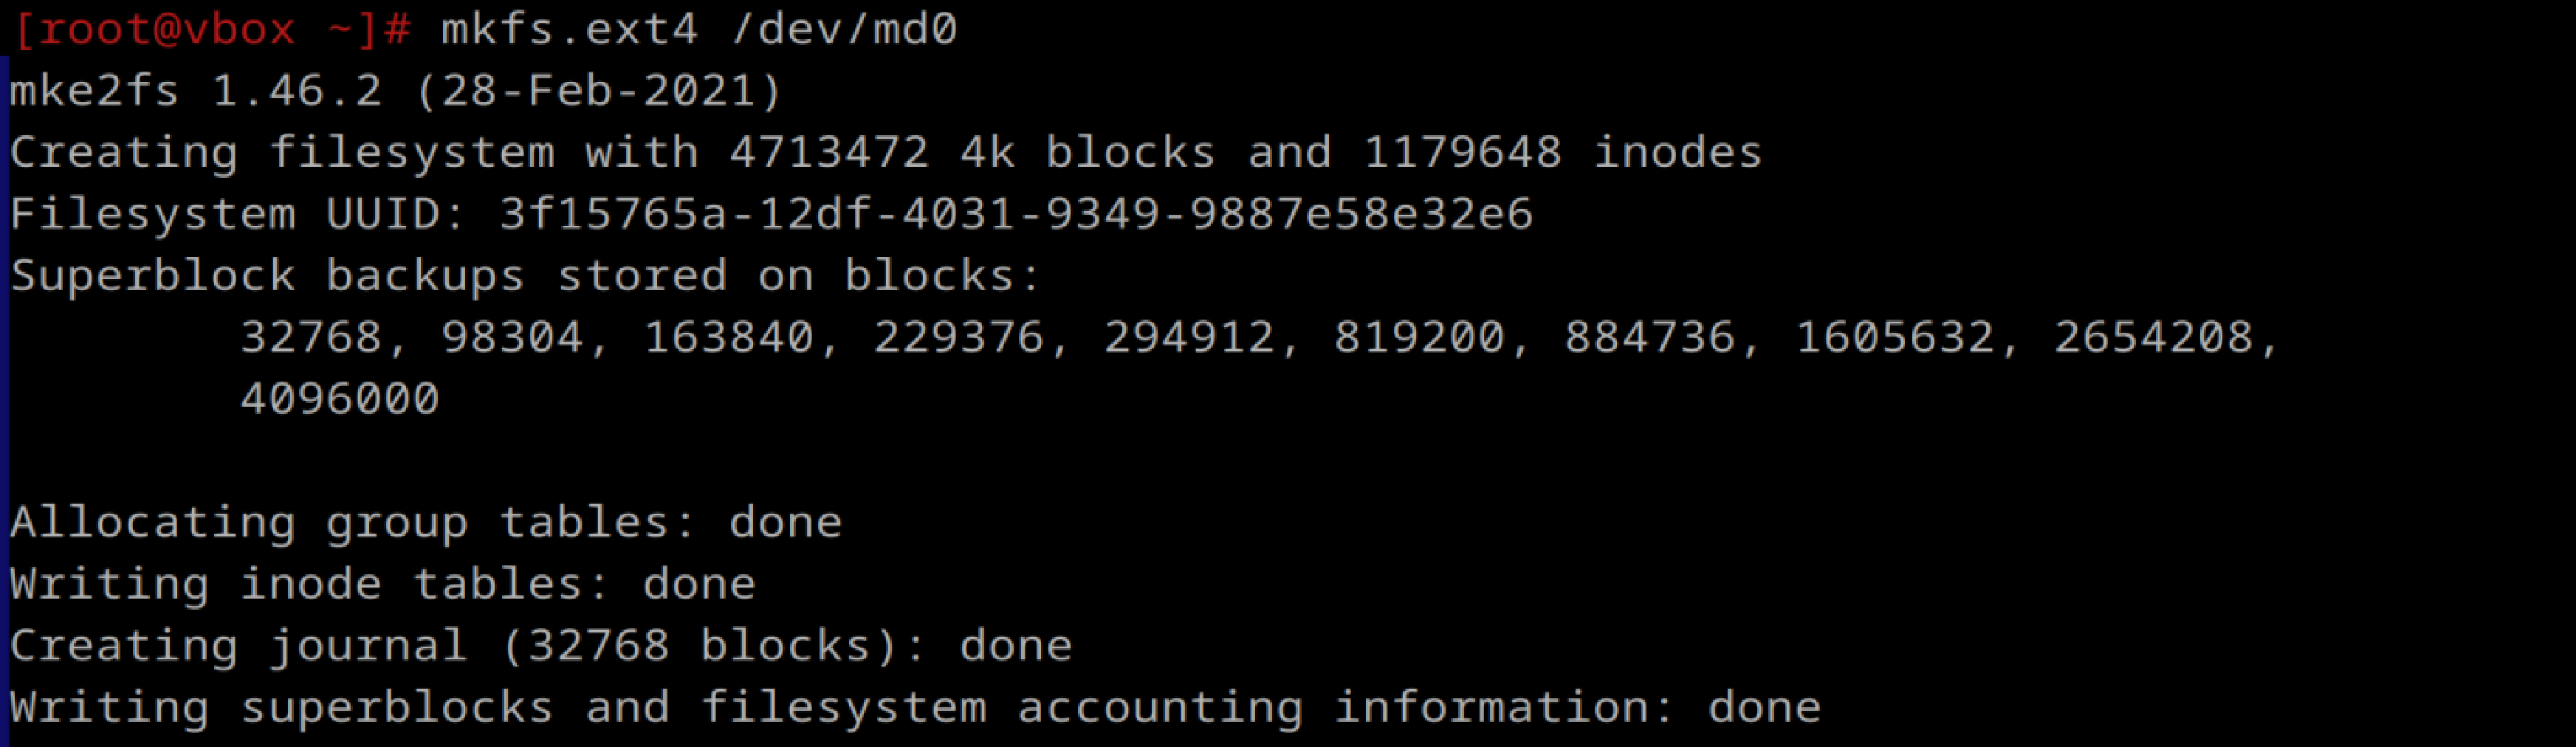 [root@vbox ~]# mkfs.ext4 /dev/md0
mke2fs 1.46.2 (28-Feb-2021)
Creating filesystem with 4713472 4k blocks and 1179648 inodes
Filesystem UUID: 3f15765a-12df-4031-9349-9887e58e32e6
Superblock backups stored on blocks:
32768, 98304, 163840, 229376, 294912, 819200, 884736, 1605632, 2654208,
4096000
Allocating group tables: done
Writing inode tables: done
Creating journal (32768 blocks): done
Writing superblocks and filesystem accounting information: done